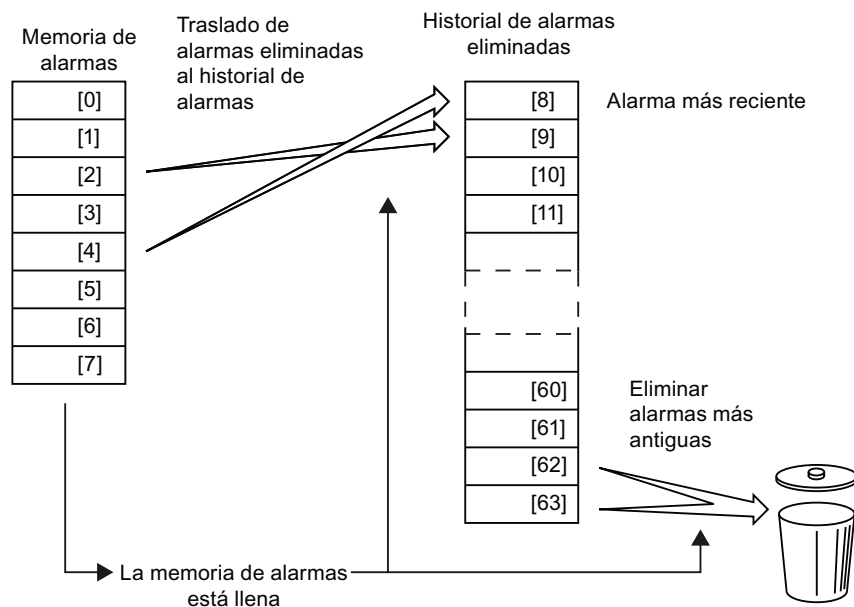 Memoria de
alarmas
Traslado de
alarmas eliminadas
al historial de
alarmas
Historial de alarmas
eliminadas
[0]
[1]
[2]
[3]
[4]
[5]
[6]
[7]
[8]
[9]
[10]
[11]
[60]
[61]
[62]
[63]
Alarma más reciente
Eliminar
alarmas más
antiguas
La memoria de alarmas
está llena